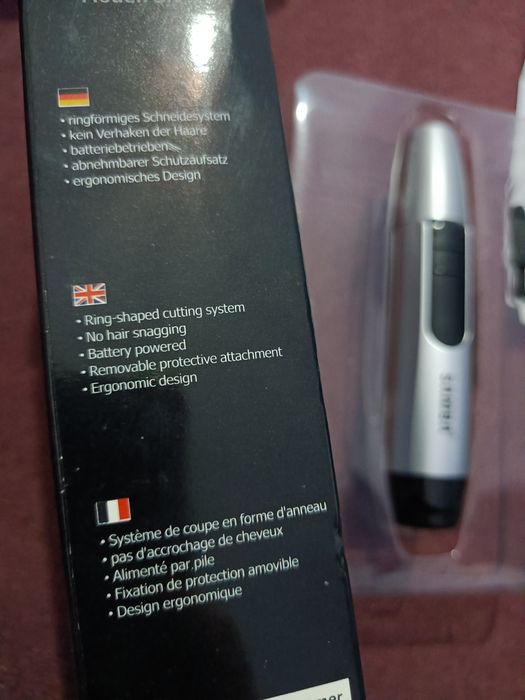 • ringförmiges Schneidesystem
• kein Verhaken der Haare
• batteriebetrieben
• abnehmbarer Schutzaufsatz
• ergonomisches Design
• Ring-shaped cutting system
• No hair snagging
• Battery powered
• Removable protective attachment
• Ergonomic design
• Système de coupe en forme d'anneau
• pas d'accrochage de cheveux
• Alimenté par pile
• Fixation de protection amovible
• Design ergonomique